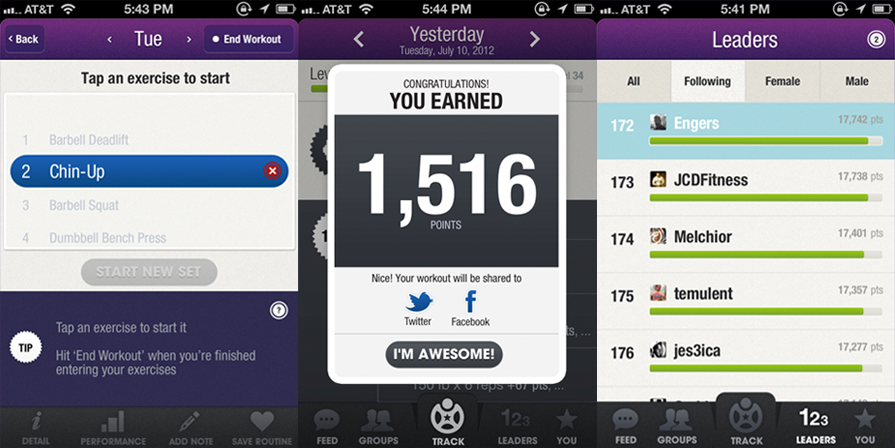 AT&T 5:43 PM
Back
Tue
End Workout
Tap an exercise to start
1 Barbell Deadlift
2 Chin-Up
3 Barbell Squat
4 Dumbbell Bench Press
START NEW SET
?
TIP
Tap an exercise to start it
Hit ‘End Workout’ when you’re finished
entering your exercises
DETAIL
PERFORMANCE
ADD NOTE
SAVE ROUTINE
AT&T 5:44 PM
Yesterday
Tuesday, July 10, 2012
34
CONGRATULATIONS!
YOU EARNED
1,516
POINTS
Nice! Your workout will be shared to
Twitter
Facebook
I'M AWESOME!
ts, ...
150 lb x 6 reps +67 pts, ...
FEED
GROUPS
TRACK
123
LEADERS
YOU
AT&T 5:41 PM
Leaders
2
All
Following
Female
Male
172 Engers 17,742 pts
173 JCDFitness 17,738 pts
174 Melchior 17,401 pts
175 temulent 17,357 pts
176 jes3ica 17,277 pts
FEED
GROUPS
TRACK
123
LEADERS
YOU